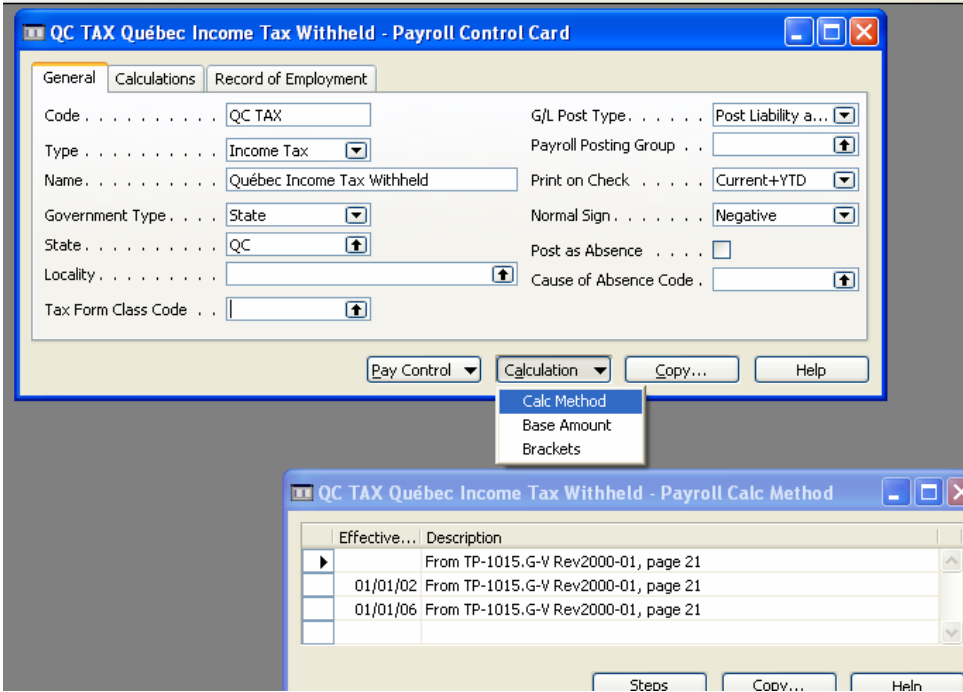 QC TAX Québec Income Tax Withheld - Payroll Control Card
General Calculations Record of Employment
Code . . . . . . . . . . QC TAX G/L Post Type. . . . . . Post Liability a...
Type . . . . . . . . . . Income Tax Payroll Posting Group . .
Name. . . . . . . . . . Québec Income Tax Withheld Print on Check . . . . . Current+YTD
Government Type . . . . State Normal Sign. . . . . . . Negative
State. . . . . . . . . . QC Post as Absence . . . .
Locality. . . . . . . . . Cause of Absence Code .
Tax Form Class Code . .
Pay Control Calculation Copy... Help
Calc Method
Base Amount
Brackets
QC TAX Québec Income Tax Withheld - Payroll Calc Method
Effective... Description
From TP-1015.G-V Rev2000-01, page 21
01/01/02 From TP-1015.G-V Rev2000-01, page 21
01/01/06 From TP-1015.G-V Rev2000-01, page 21
Steps Copy... Help